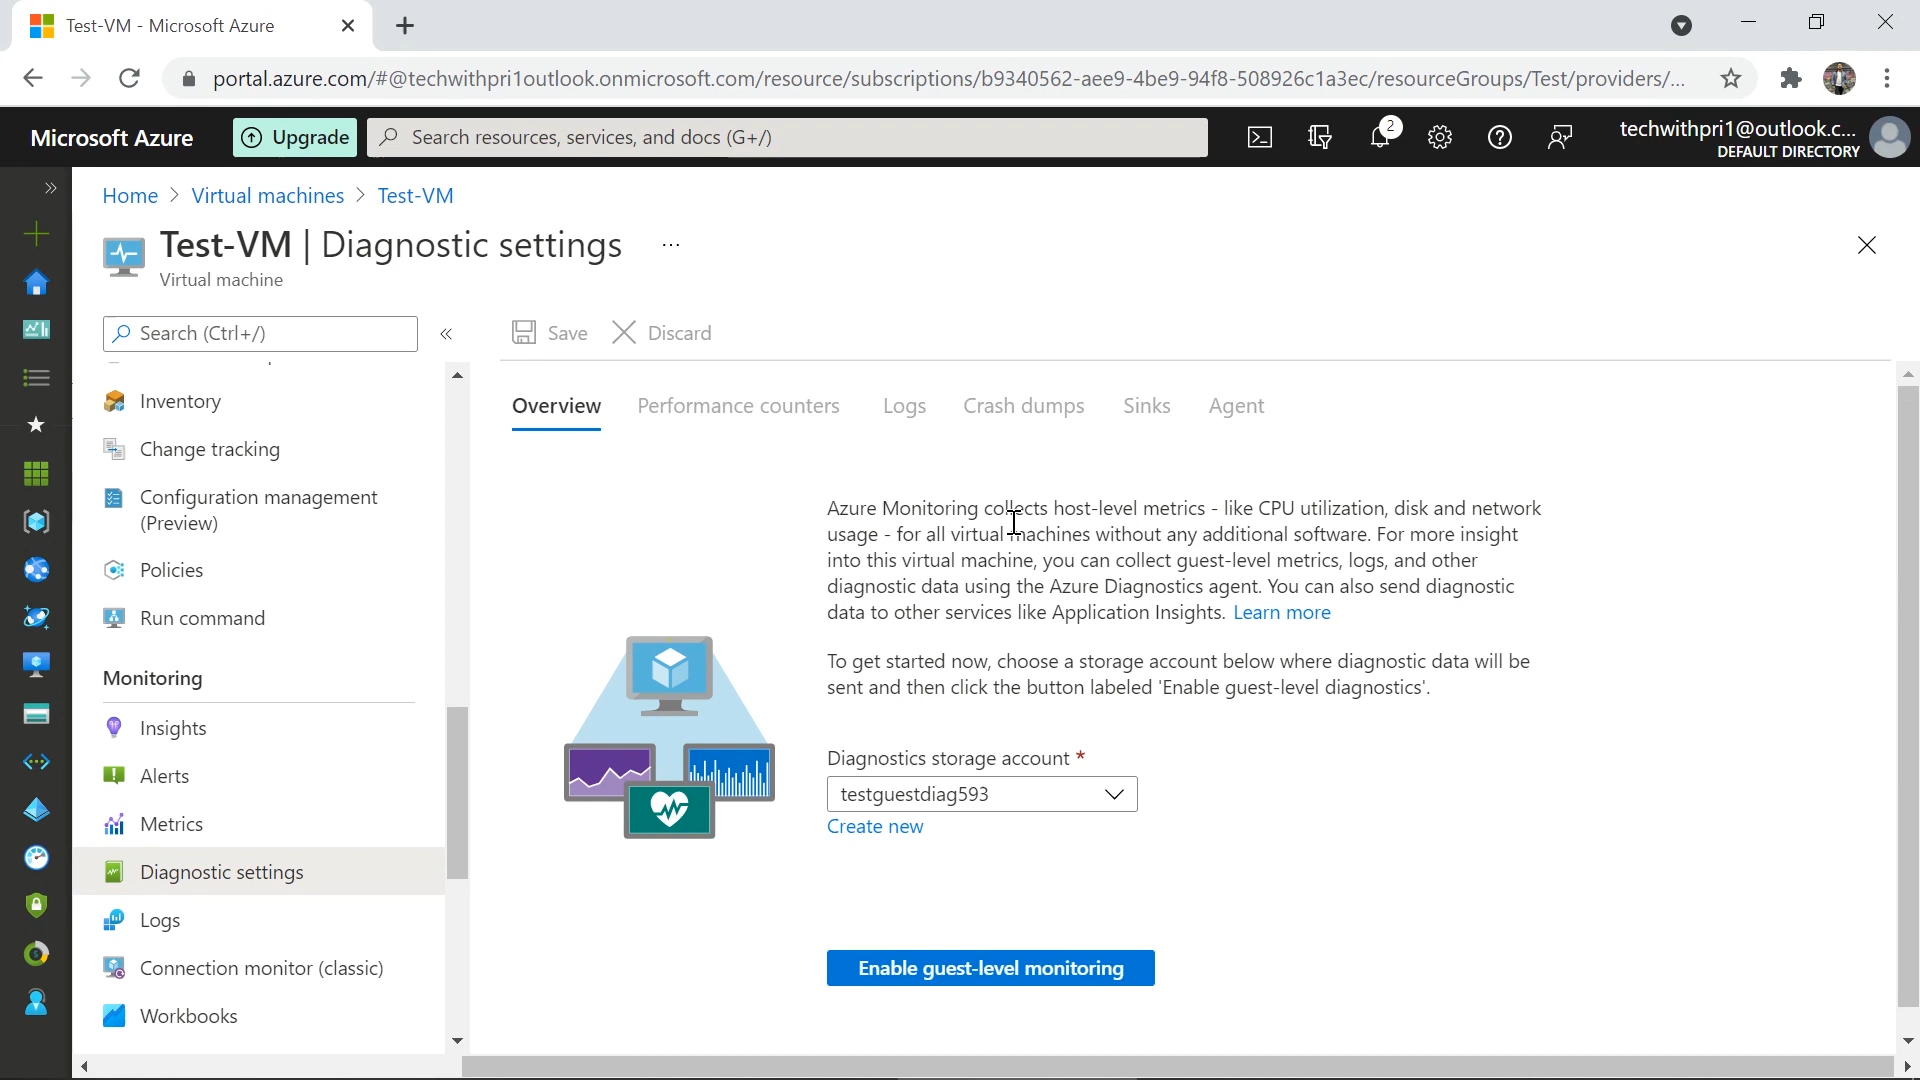 Test-VM - Microsoft Azure
portal.azure.com/#@techwithpri1outlook.onmicrosoft.com/resource/subscriptions/b9340562-aee9-4be9-94f8-508926c1a3ec/resourceGroups/Test/providers/...
Microsoft Azure
Upgrade
Search resources, services, and docs (G+/)
2
techwithpri1@outlook.c...
DEFAULT DIRECTORY
Home > Virtual machines > Test-VM
Test-VM | Diagnostic settings ...
Virtual machine
Search (Ctrl+/)
Save
Discard
Inventory
Change tracking
Configuration management
(Preview)
Policies
Run command
Monitoring
Insights
Alerts
Metrics
Diagnostic settings
Logs
Connection monitor (classic)
Workbooks
Overview
Performance counters
Logs
Crash dumps
Sinks
Agent
Azure Monitoring collects host-level metrics - like CPU utilization, disk and network
usage - for all virtual machines without any additional software. For more insight
into this virtual machine, you can collect guest-level metrics, logs, and other
diagnostic data using the Azure Diagnostics agent. You can also send diagnostic
data to other services like Application Insights. Learn more
To get started now, choose a storage account below where diagnostic data will be
sent and then click the button labeled 'Enable guest-level diagnostics'.
Diagnostics storage account *
testguestdiag593
Create new
Enable guest-level monitoring